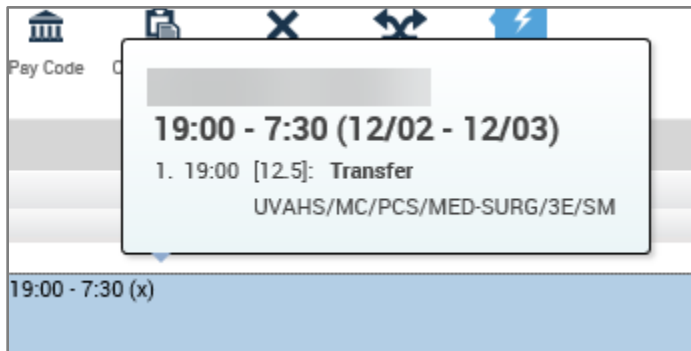 Pay Code
19:00 - 7:30 (12/02 - 12/03)
1. 19:00 [12.5]: Transfer
UVAHS/MC/PCS/MED-SURG/3E/SM
19:00 - 7:30 (x)